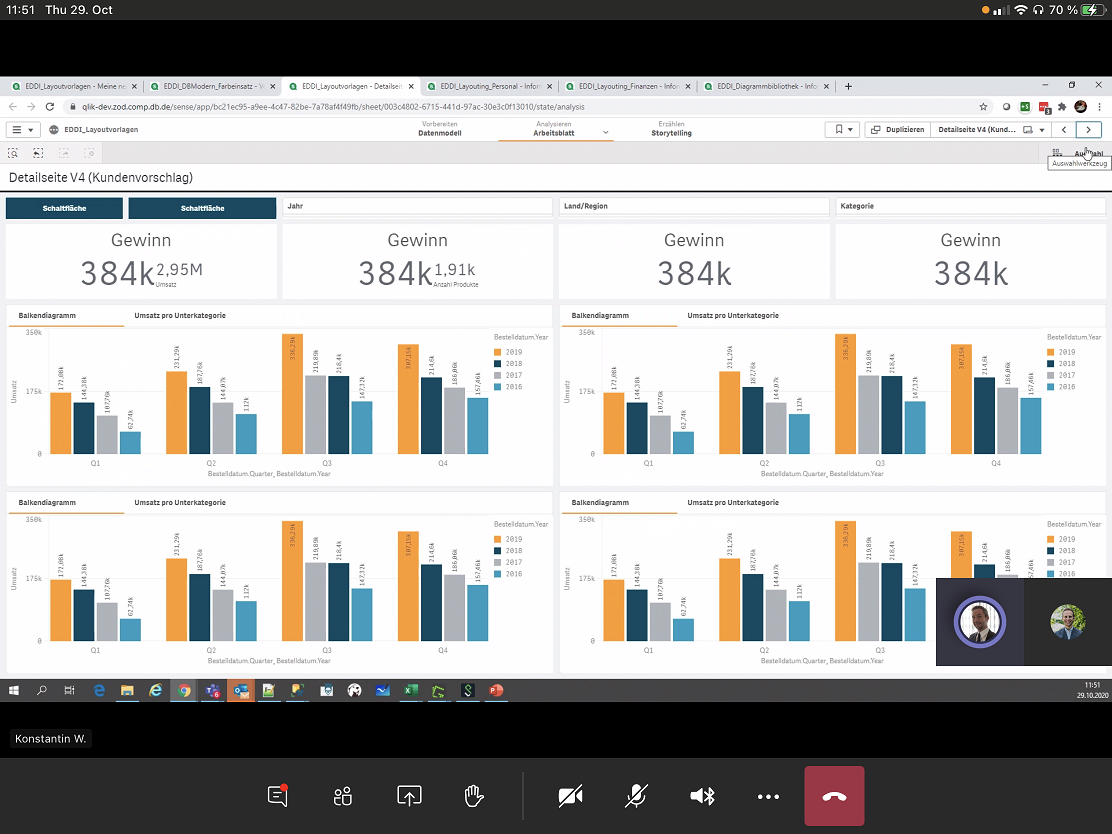 11:51 Thu 29. Oct
70 %
EDDI_Layoutvorlagen - Meine ne
EDDI_DBModern_Farbeinsatz - V
EDDI_Layoutvorlagen - Detailseit
EDDI_Layouting_Personal - Inform
EDDI_Layouting_Finanzen - Infor
EDDI_Diagrammbibliothek - Infor
qlik-dev.zod.comp.db.de/sense/app/bc21ec95-a9ee-4c47-82be-7a78af4f49fb/sheet/003c4802-6715-441d-97ac-30e3c0f13010/state/analysis
EDDI_Layoutvorlagen
Vorbereiten
Datenmodell
Analysieren
Arbeitsblatt
Erzählen
Storytelling
Duplizieren
Detailseite V4 (Kund...
Auswahlwerkzeug
Detailseite V4 (Kundenvorschlag)
Schaltfläche
Schaltfläche
Jahr
Land/Region
Kategorie
Gewinn
384k
2,95M
Umsatz
Gewinn
384k
1,91k
Anzahl Produkte
Gewinn
384k
Gewinn
384k
Balkendiagramm
Umsatz pro Unterkategorie
350k
175k
0
Umsatz
172,08k
144,38k
107,76k
62,74k
231,29k
187,76k
144,07k
112k
336,29k
219,89k
218,4k
147,32k
307,15k
214,6k
186,06k
157,46k
Q1
Q2
Q3
Q4
Bestelldatum.Quarter, Bestelldatum.Year
Bestelldatum.Year
2019
2018
2017
2016
Balkendiagramm
Umsatz pro Unterkategorie
350k
175k
0
Umsatz
172,08k
144,38k
107,76k
62,74k
231,29k
187,76k
144,07k
112k
336,29k
219,89k
218,4k
147,32k
307,15k
214,6k
186,06k
157,46k
Q1
Q2
Q3
Q4
Bestelldatum.Quarter, Bestelldatum.Year
Bestelldatum.Year
2019
2018
2017
2016
Balkendiagramm
Umsatz pro Unterkategorie
350k
175k
0
Umsatz
172,08k
144,38k
107,76k
62,74k
231,29k
187,76k
144,07k
112k
336,29k
219,89k
218,4k
147,32k
307,15k
214,6k
186,06k
157,46k
Q1
Q2
Q3
Q4
Bestelldatum.Quarter, Bestelldatum.Year
Bestelldatum.Year
2019
2018
2017
2016
Balkendiagramm
Umsatz pro Unterkategorie
350k
175k
0
Umsatz
172,08k
144,38k
107,76k
62,74k
231,29k
187,76k
144,07k
112k
336,29k
219,89k
218,4k
147,32k
307,15k
214,6k
Q1
Q2
Q3
Bestelldatum.Quarter, Bestelldatum.Year
Bestelldatum.Year
2019
2018
2017
2016
11:51
29.10.2020
Konstantin W.